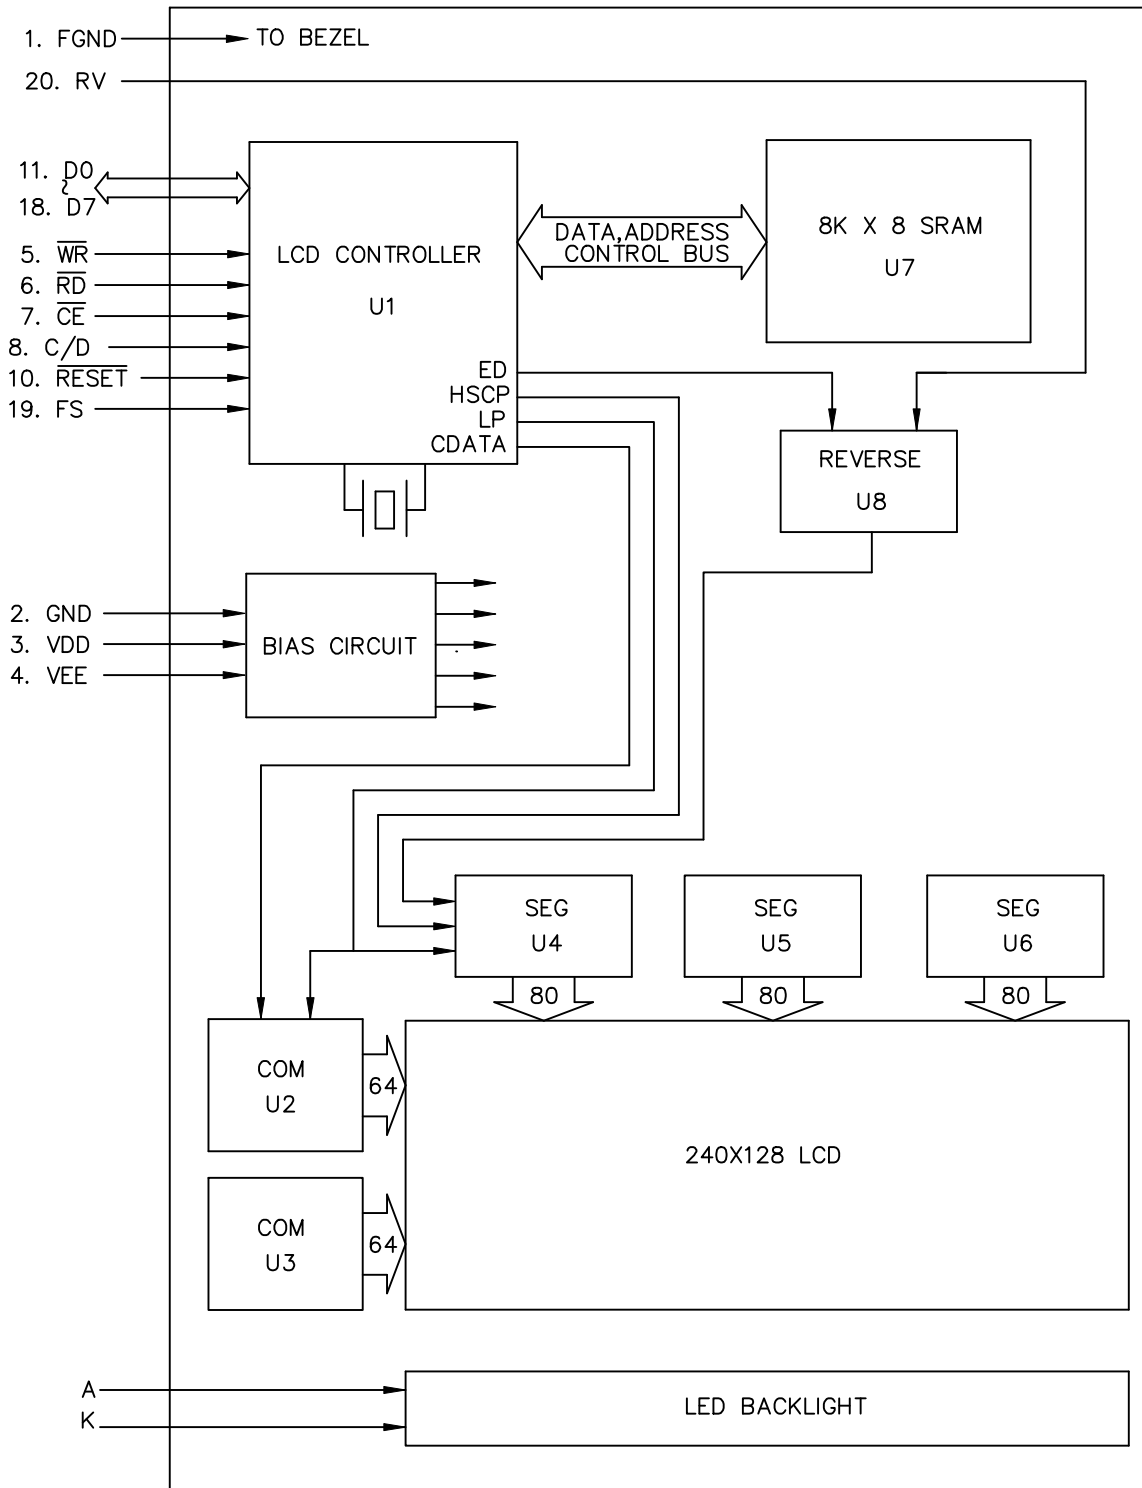 1. FGND
TO BEZEL
20. RV
11. D0
~
18. D7
5. WR
6. RD
7. CE
8. C/D
10. RESET
19. FS
LCD CONTROLLER
U1
ED
HSCP
LP
CDATA
DATA,ADDRESS
CONTROL BUS
8K X 8 SRAM
U7
REVERSE
U8
2. GND
3. VDD
4. VEE
BIAS CIRCUIT
SEG
U4
SEG
U5
SEG
U6
80
80
80
COM
U2
64
240X128 LCD
COM
U3
64
A
K
LED BACKLIGHT